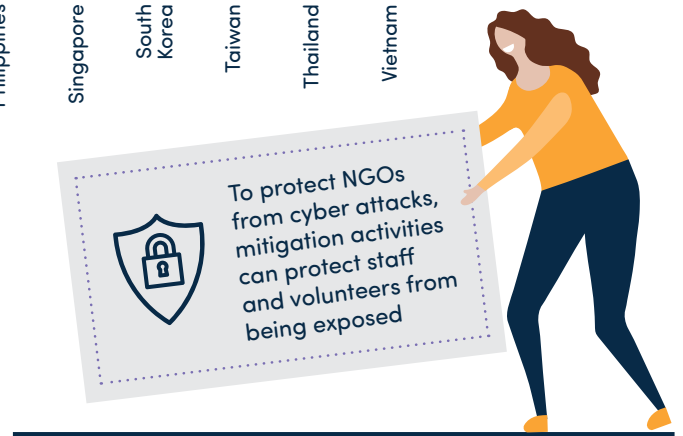 Philippines
Singapore
South
Korea
Taiwan
Thailand
Vietnam
To protect NGOs
from cyber attacks,
mitigation activities
can protect staff
and volunteers from
being exposed